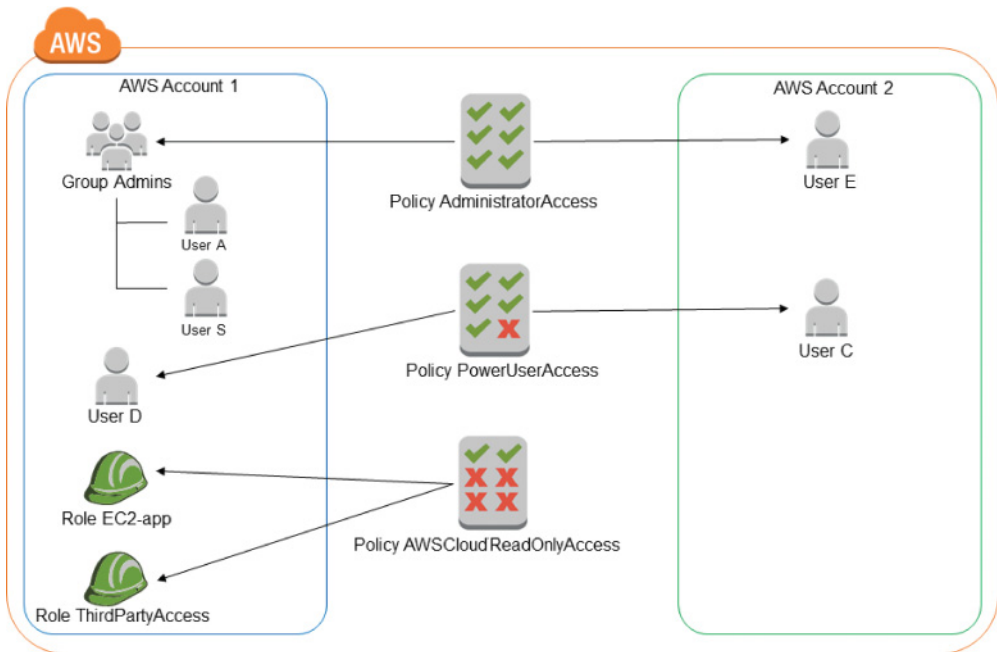 AWS
AWS Account 1
AWS Account 2
Group Admins
User A
User S
User D
Role EC2-app
Role ThirdPartyAccess
Policy AdministratorAccess
Policy PowerUserAccess
Policy AWSCloudReadOnlyAccess
User E
User C